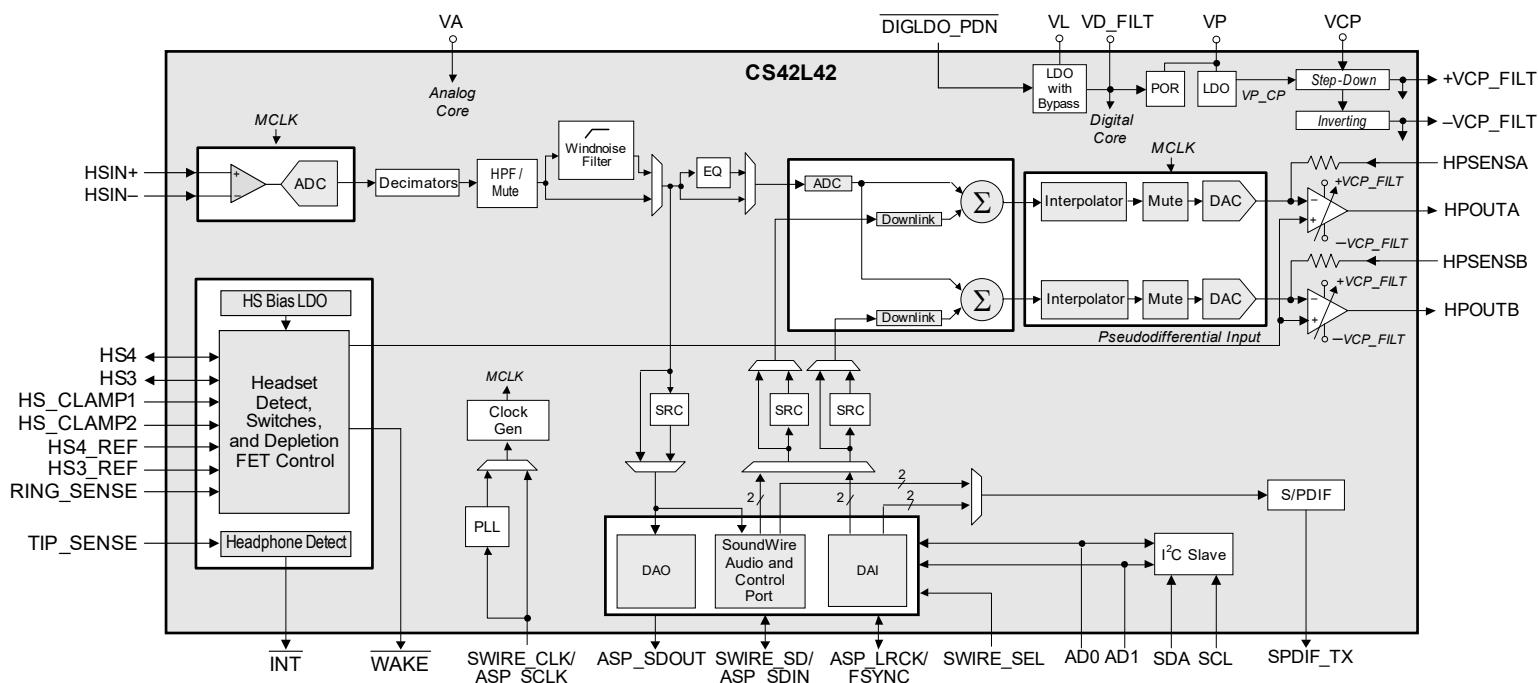 VA
DIGLDO_PDN
VL
VD_FILT
VP
VCP
CS42L42
Analog
Core
LDO
with
Bypass
Digital
Core
POR
LDO
VP_CP
Step-Down
Inverting
+VCP_FILT
–VCP_FILT
MCLK
HSIN+
HSIN–
+
-
ADC
Decimators
HPF /
Mute
Windnoise
Filter
EQ
ADC
Downlink
Σ
Downlink
Σ
MCLK
Interpolator
Mute
DAC
Interpolator
Mute
DAC
Pseudodifferential Input
HPSENSA
+VCP_FILT
–
+
–VCP_FILT
HPOUTA
HPSENSB
+VCP_FILT
–
+
–VCP_FILT
HPOUTB
HS Bias LDO
Headset
Detect,
Switches,
and Depletion
FET Control
Headphone Detect
HS4
HS3
HS_CLAMP1
HS_CLAMP2
HS4_REF
HS3_REF
RING_SENSE
TIP_SENSE
MCLK
Clock
Gen
PLL
SRC
SRC
SRC
2
2
2
2
S/PDIF
DAO
SoundWire
Audio and
Control
Port
DAI
I2C Slave
INT
WAKE
SWIRE_CLK/
ASP_SCLK
ASP_SDOUT
SWIRE_SD/
ASP_SDIN
ASP_LRCK/
FSYNC
SWIRE_SEL
AD0
AD1
SDA
SCL
SPDIF_TX